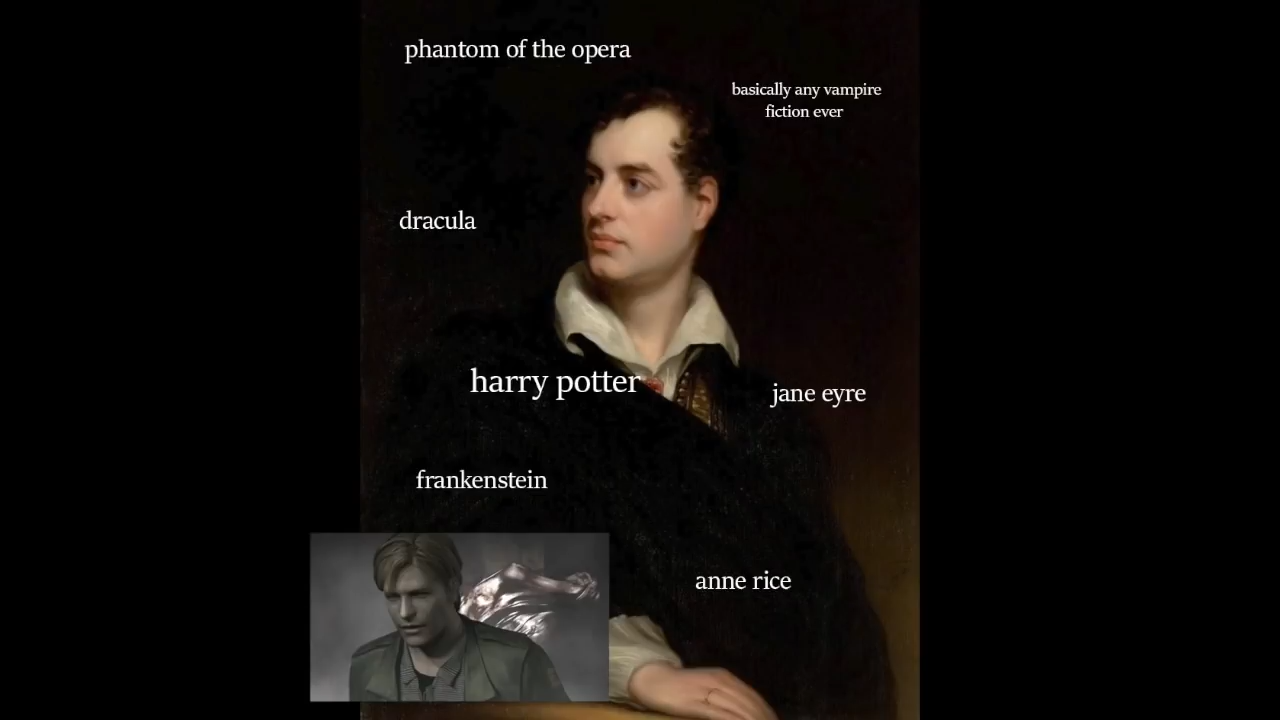 phantom of the opera
basically any vampire
fiction ever
dracula
harry potter
jane eyre
frankenstein
anne rice